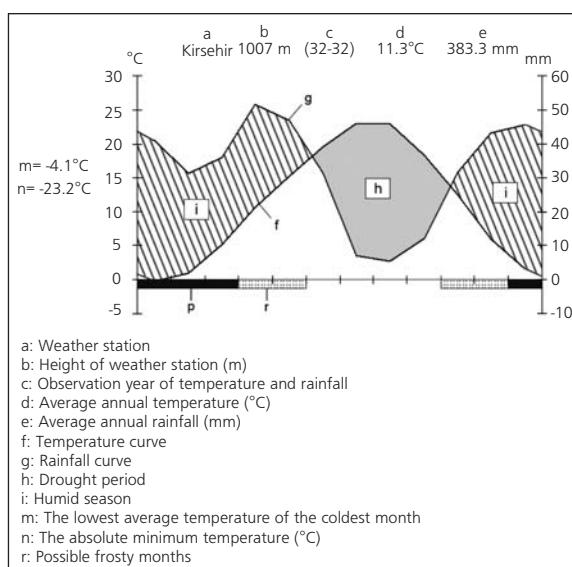 a b c d e
°C Kirsehir 1007 m (32-32) 11.3°C 383.3 mm mm
30 60
g
25 50
m= -4.1°C 20 40
n= -23.2°C
15 h 30
i i
10 20
f
5 10
0 0
-5 -10
p r
a: Weather station
b: Height of weather station (m)
c: Observation year of temperature and rainfall
d: Average annual temperature (°C)
e: Average annual rainfall (mm)
f: Temperature curve
g: Rainfall curve
h: Drought period
i: Humid season
m: The lowest average temperature of the coldest month
n: The absolute minimum temperature (°C)
r: Possible frosty months